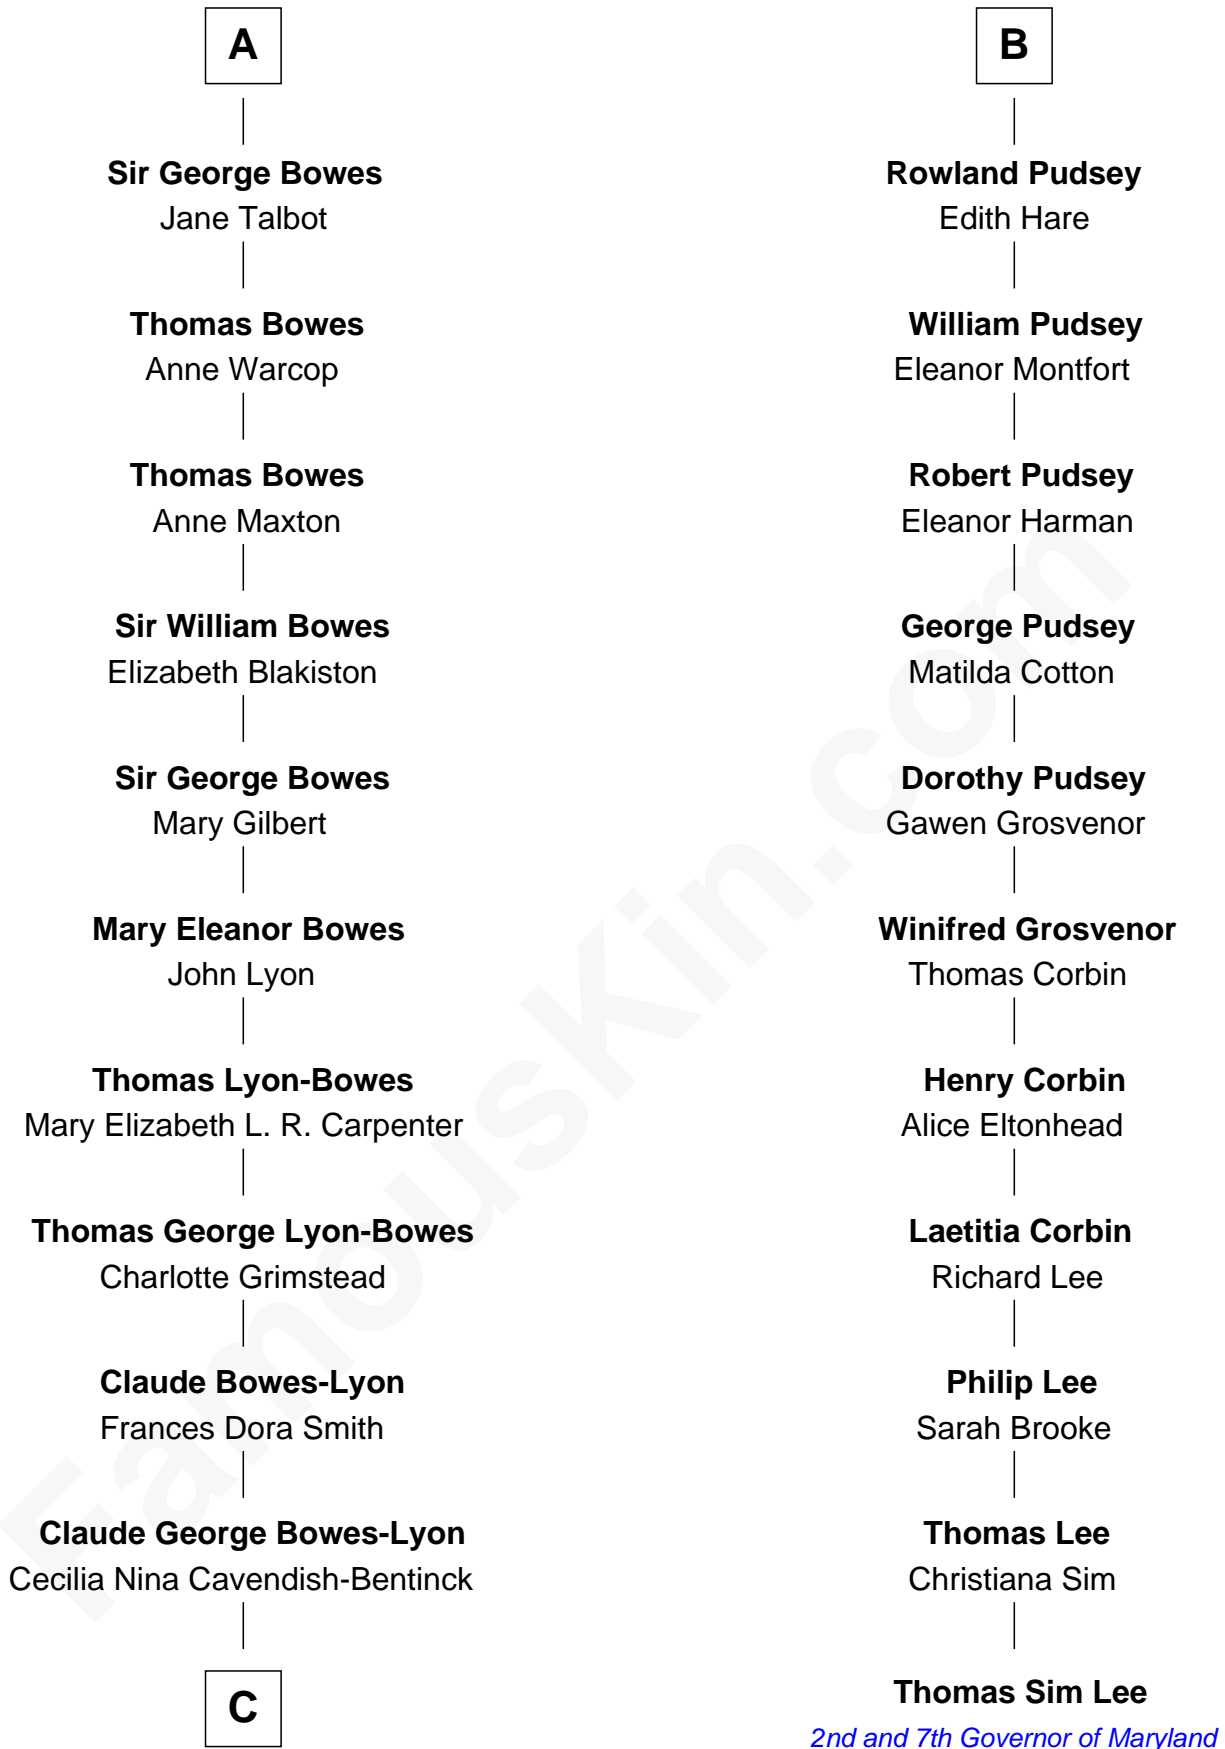 A
Sir George Bowes
Jane Talbot
Thomas Bowes
Anne Warcop
Thomas Bowes
Anne Maxton
Sir William Bowes
Elizabeth Blakiston
Sir George Bowes
Mary Gilbert
Mary Eleanor Bowes
John Lyon
Thomas Lyon-Bowes
Mary Elizabeth L. R. Carpenter
Thomas George Lyon-Bowes
Charlotte Grimstead
Claude Bowes-Lyon
Frances Dora Smith
Claude George Bowes-Lyon
Cecilia Nina Cavendish-Bentinck
C
B
Rowland Pudsey
Edith Hare
William Pudsey
Eleanor Montfort
Robert Pudsey
Eleanor Harman
George Pudsey
Matilda Cotton
Dorothy Pudsey
Gawen Grosvenor
Winifred Grosvenor
Thomas Corbin
Henry Corbin
Alice Eltonhead
Laetitia Corbin
Richard Lee
Philip Lee
Sarah Brooke
Thomas Lee
Christiana Sim
Thomas Sim Lee
2nd and 7th Governor of Maryland
FamousKin.com